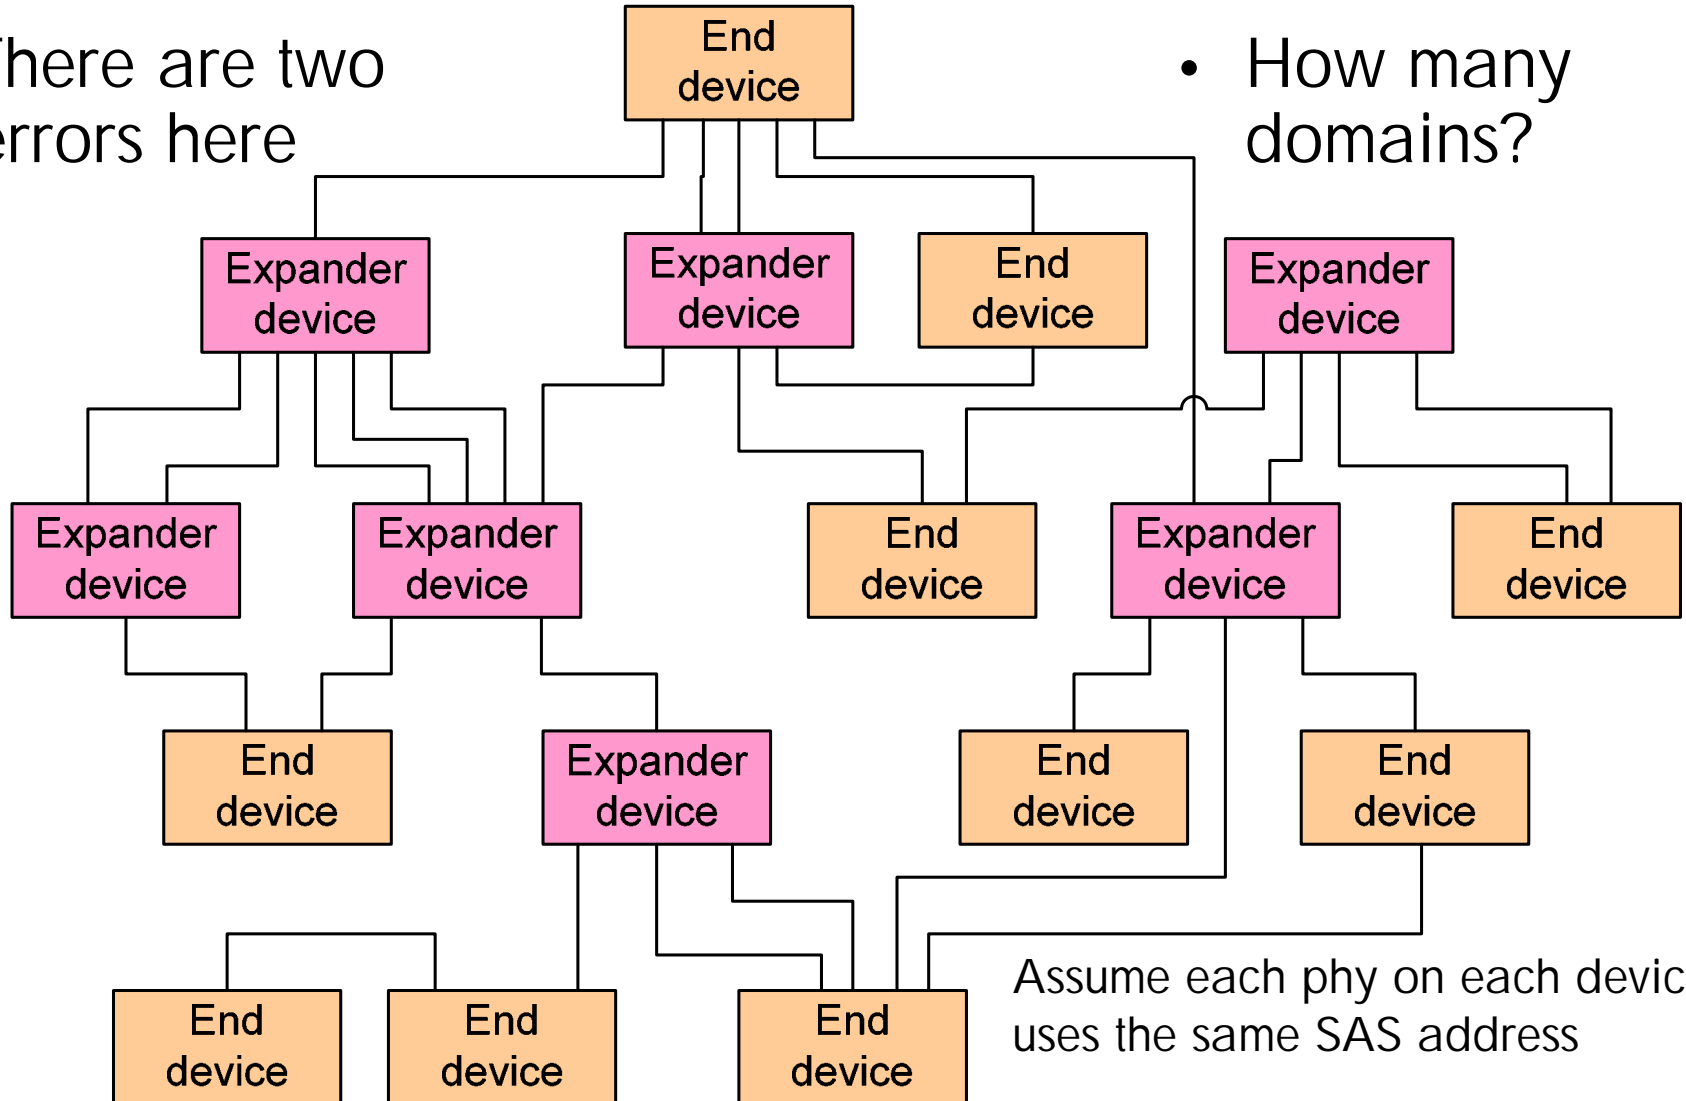 here are two
errors here
• How many
domains?
End
device
Expander
device
Expander
device
End
device
Expander
device
Expander
device
Expander
device
End
device
Expander
device
End
device
End
device
Expander
device
End
device
End
device
End
device
End
device
End
device
Assume each phy on each devic
uses the same SAS address